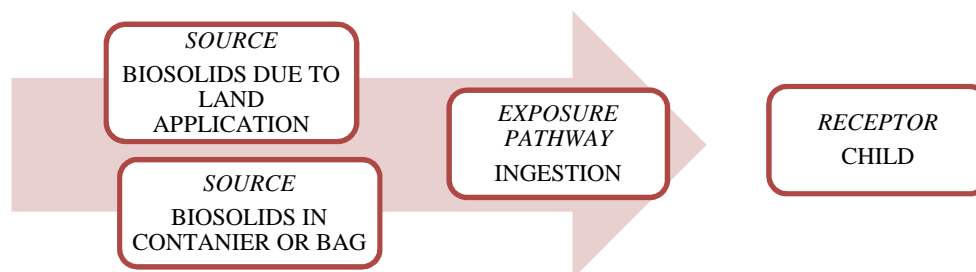 SOURCE
BIOSOLIDS DUE TO
LAND
APPLICATION
SOURCE
BIOSOLIDS IN
CONTANIER OR BAG
EXPOSURE
PATHWAY
INGESTION
RECEPTOR
CHILD